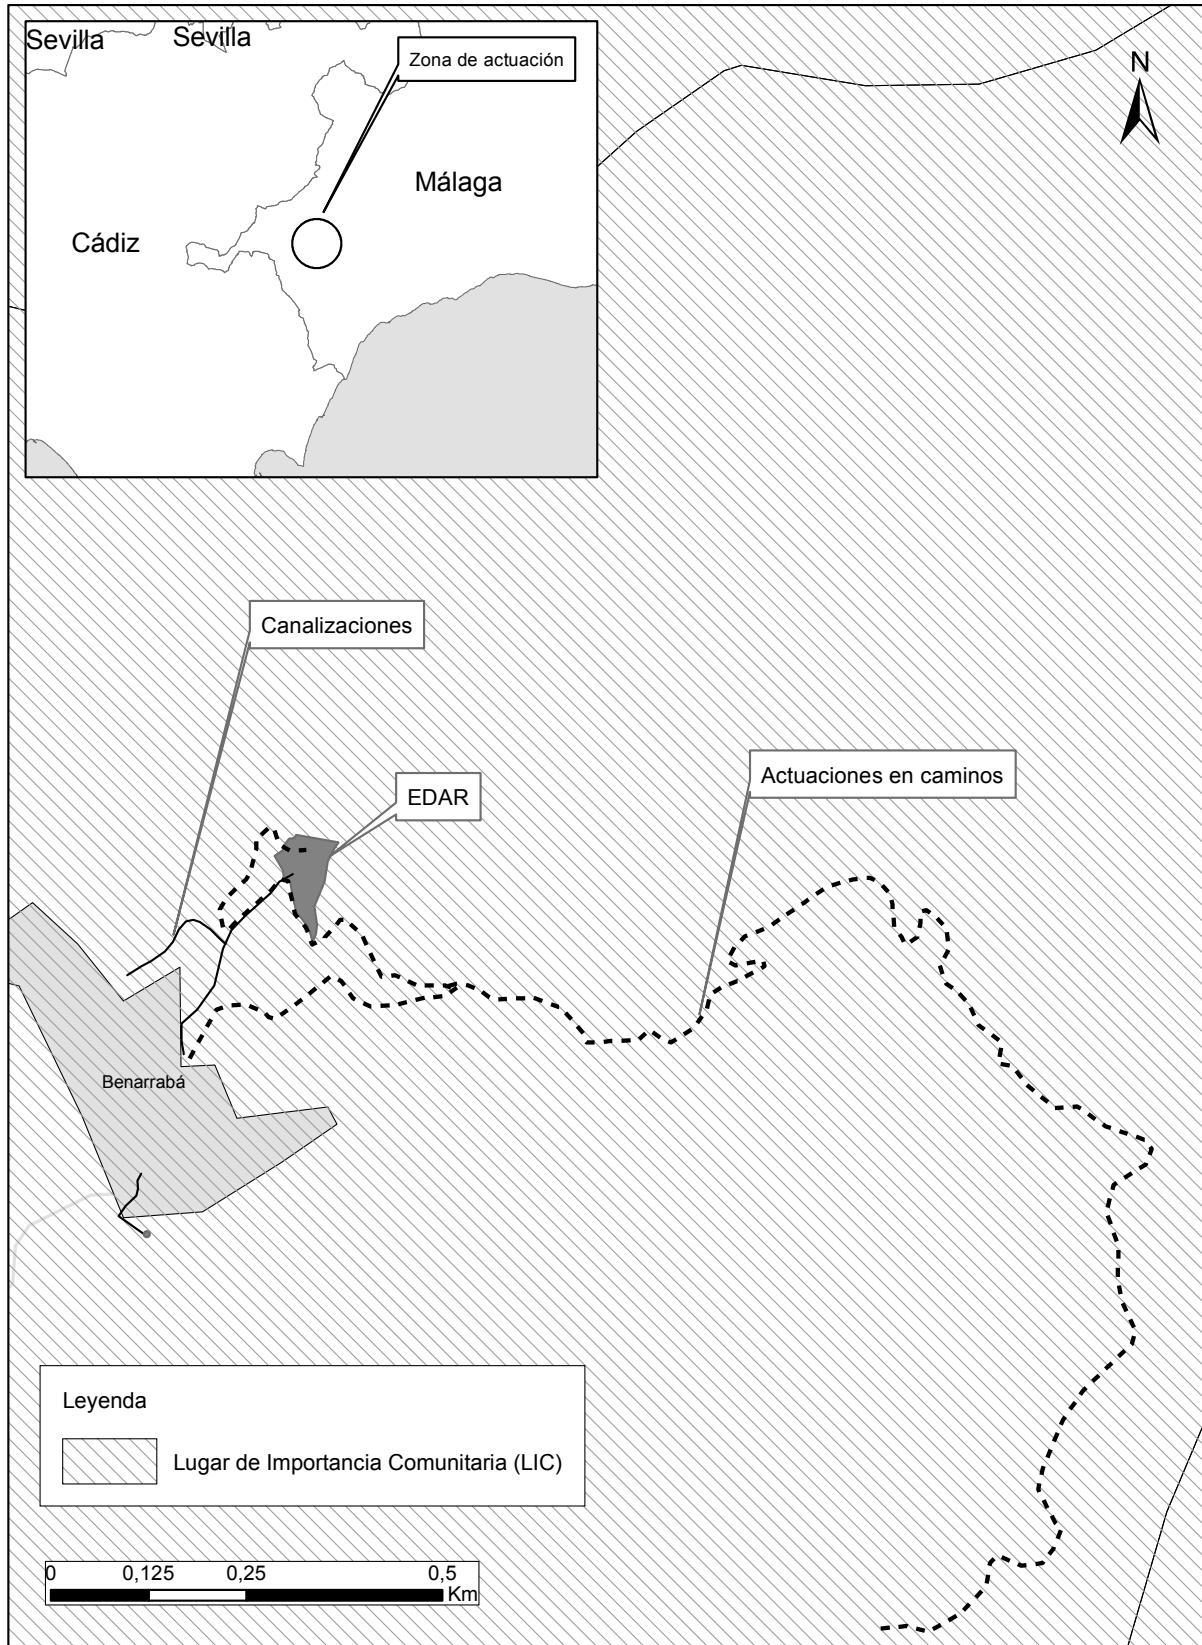 Sevilla
Sevilla
Zona de actuación
N
Málaga
Cádiz
Canalizaciones
EDAR
Actuaciones en caminos
Benarrabá
Leyenda
Lugar de Importancia Comunitaria (LIC)
0 0,125 0,25 0,5
Km